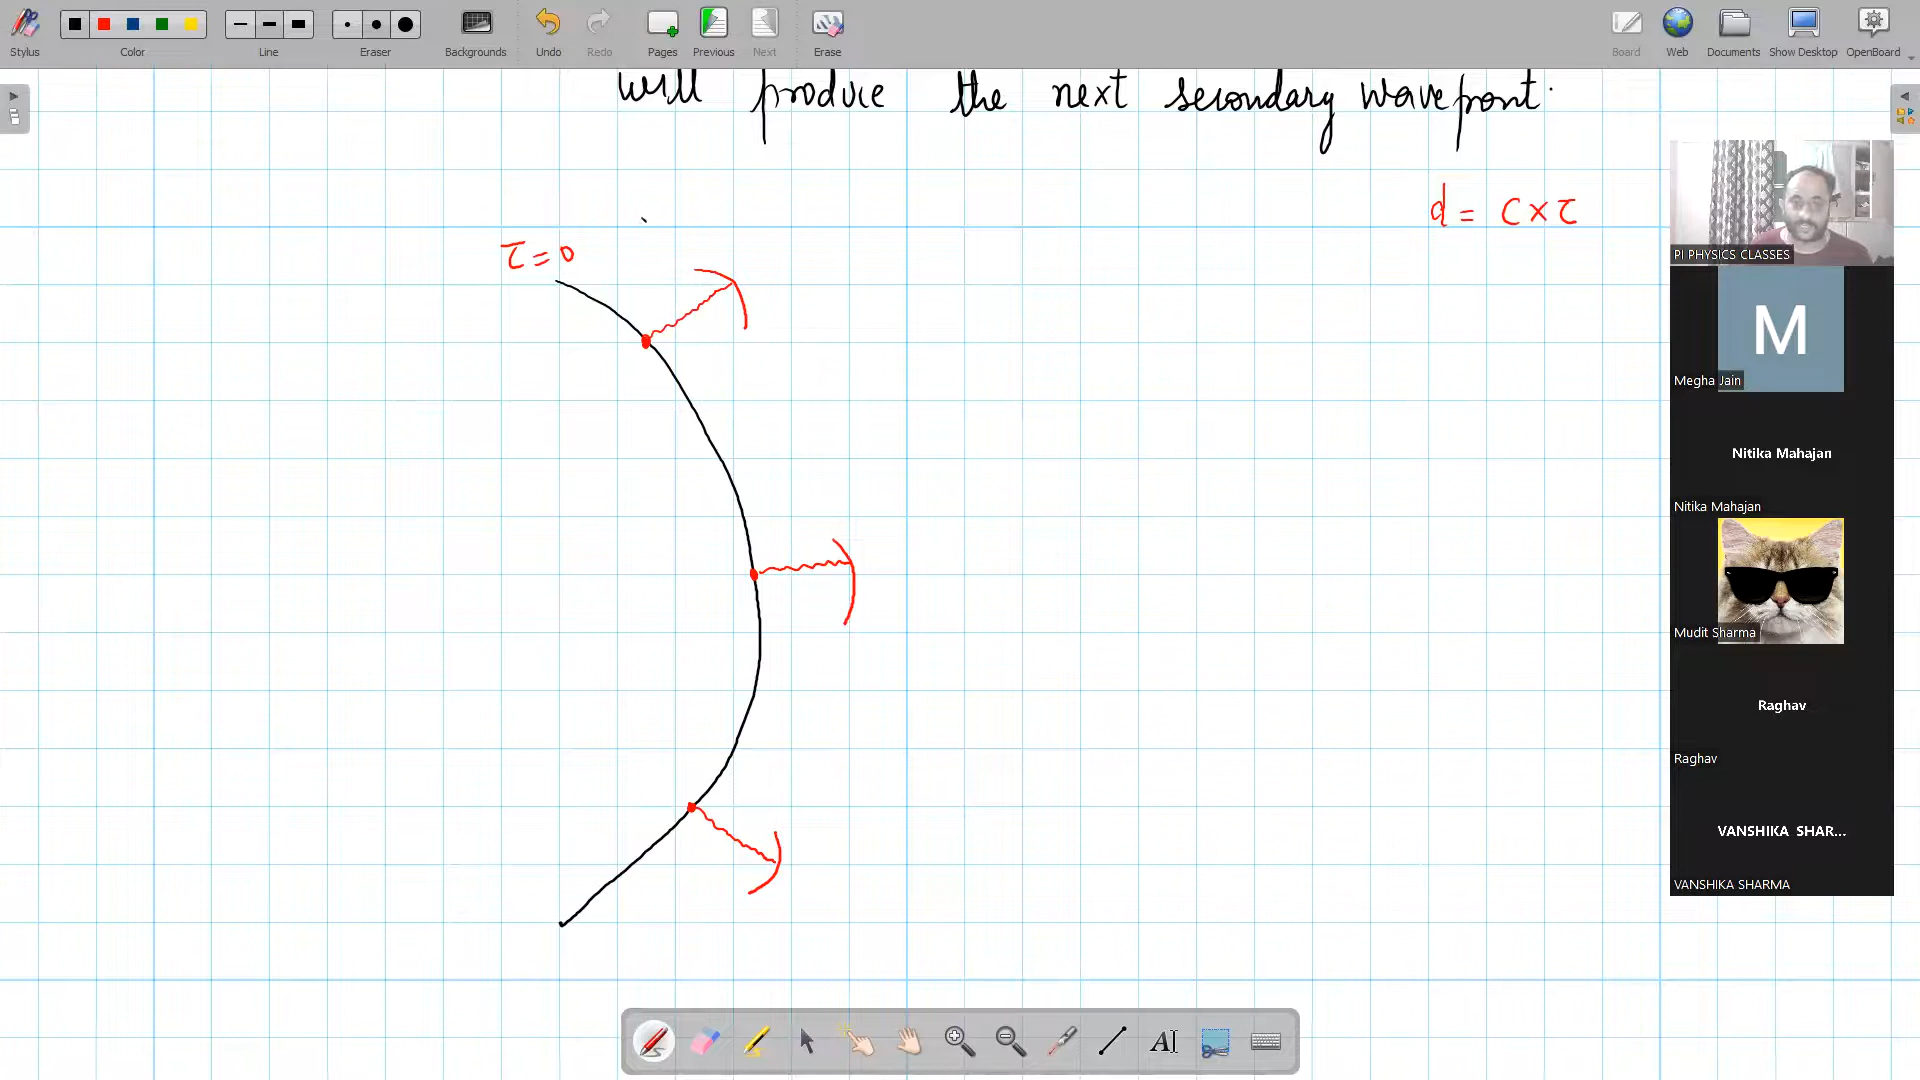 Stylus
Color
Line
Eraser
Backgrounds
Undo
Redo
Pages
Previous
Next
Erase
Board
Web
Documents
Show Desktop
OpenBoard
will produce the next secondary wavefront.
d = C × τ
τ = 0
PI PHYSICS CLASSES
M
Megha Jain
Nitika Mahajan
Nitika Mahajan
Mudit Sharma
Raghav
Raghav
VANSHIKA SHAR...
VANSHIKA SHARMA
A